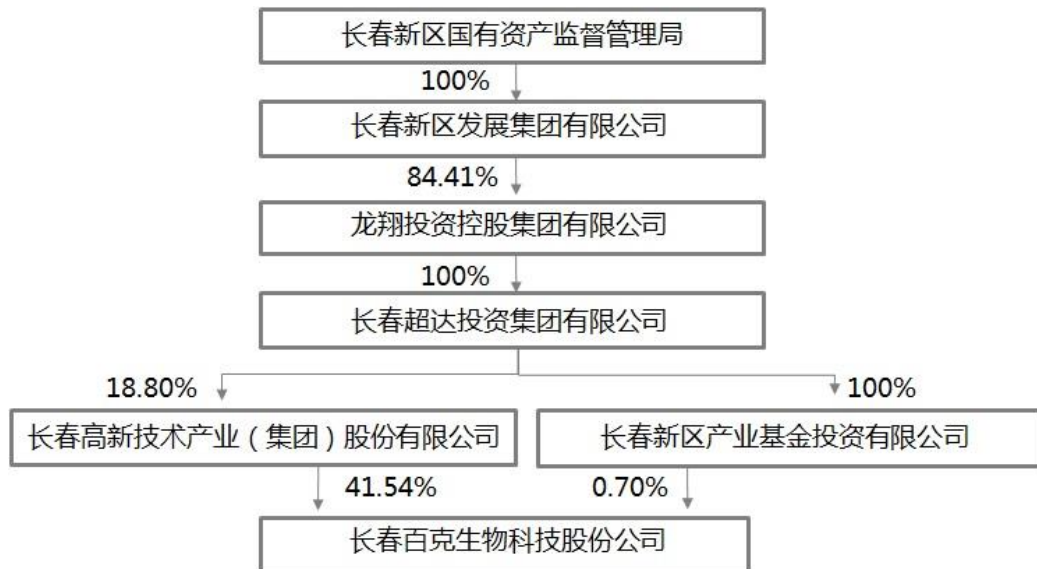 长春新区国有资产监督管理局
100%
长春新区发展集团有限公司
84.41%
龙翔投资控股集团有限公司
100%
长春超达投资集团有限公司
18.80%
100%
长春高新技术产业（集团）股份有限公司
长春新区产业基金投资有限公司
41.54%
0.70%
长春百克生物科技股份公司